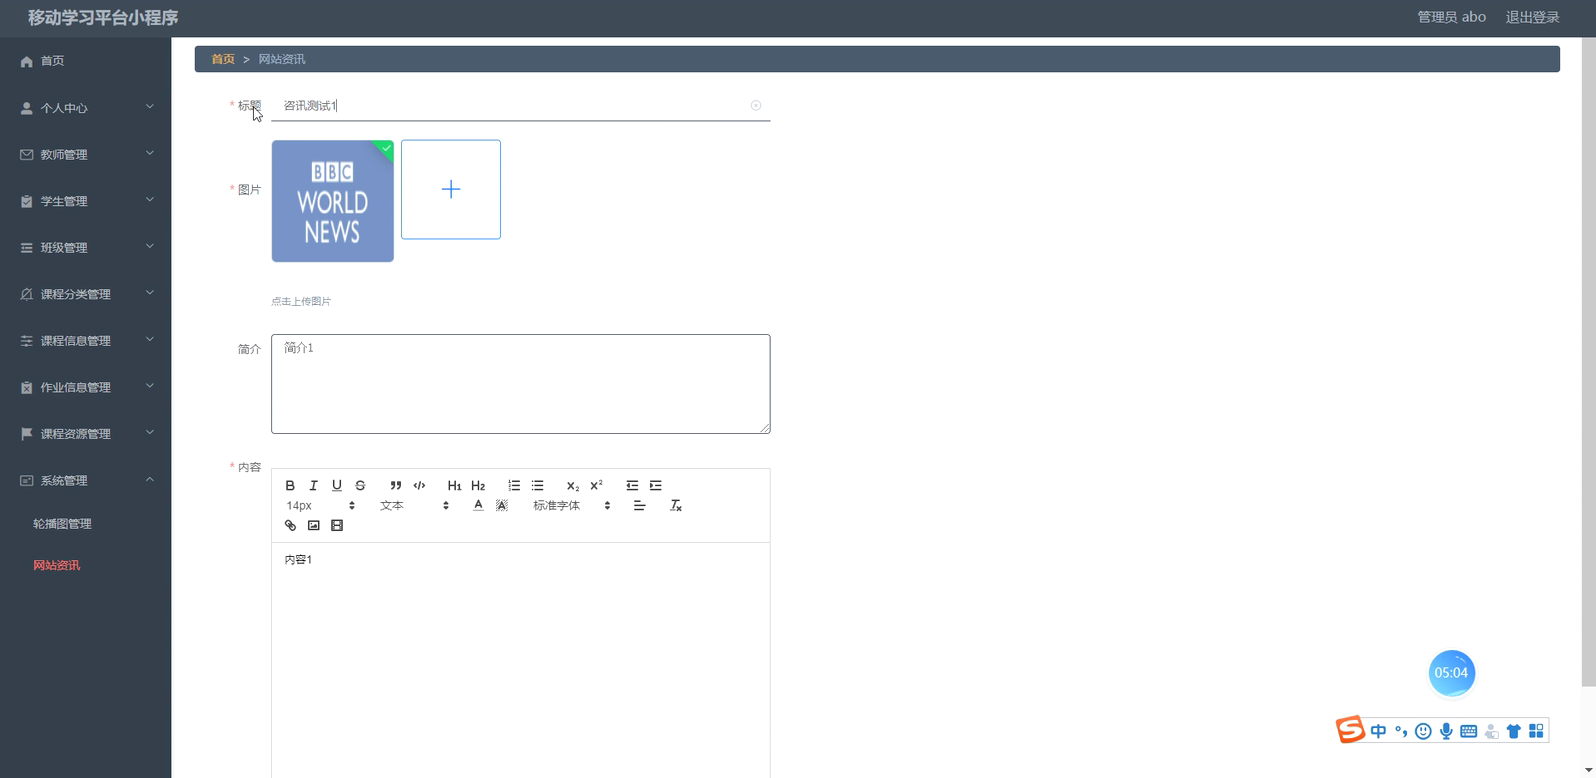 移动学习平台小程序
管理员 abo 退出登录
首页
个人中心
教师管理
学生管理
班级管理
课程分类管理
课程信息管理
作业信息管理
课程资源管理
系统管理
轮播图管理
网站资讯
首页 > 网站资讯
* 标题 咨讯测试1
* 图片
BBC
WORLD
NEWS
点击上传图片
简介 简介1
* 内容
B I U S ” </> H1 H2 X₂ X²
14px 文本 A A 标准字体 Tx
内容1
05:04
S 中 °,